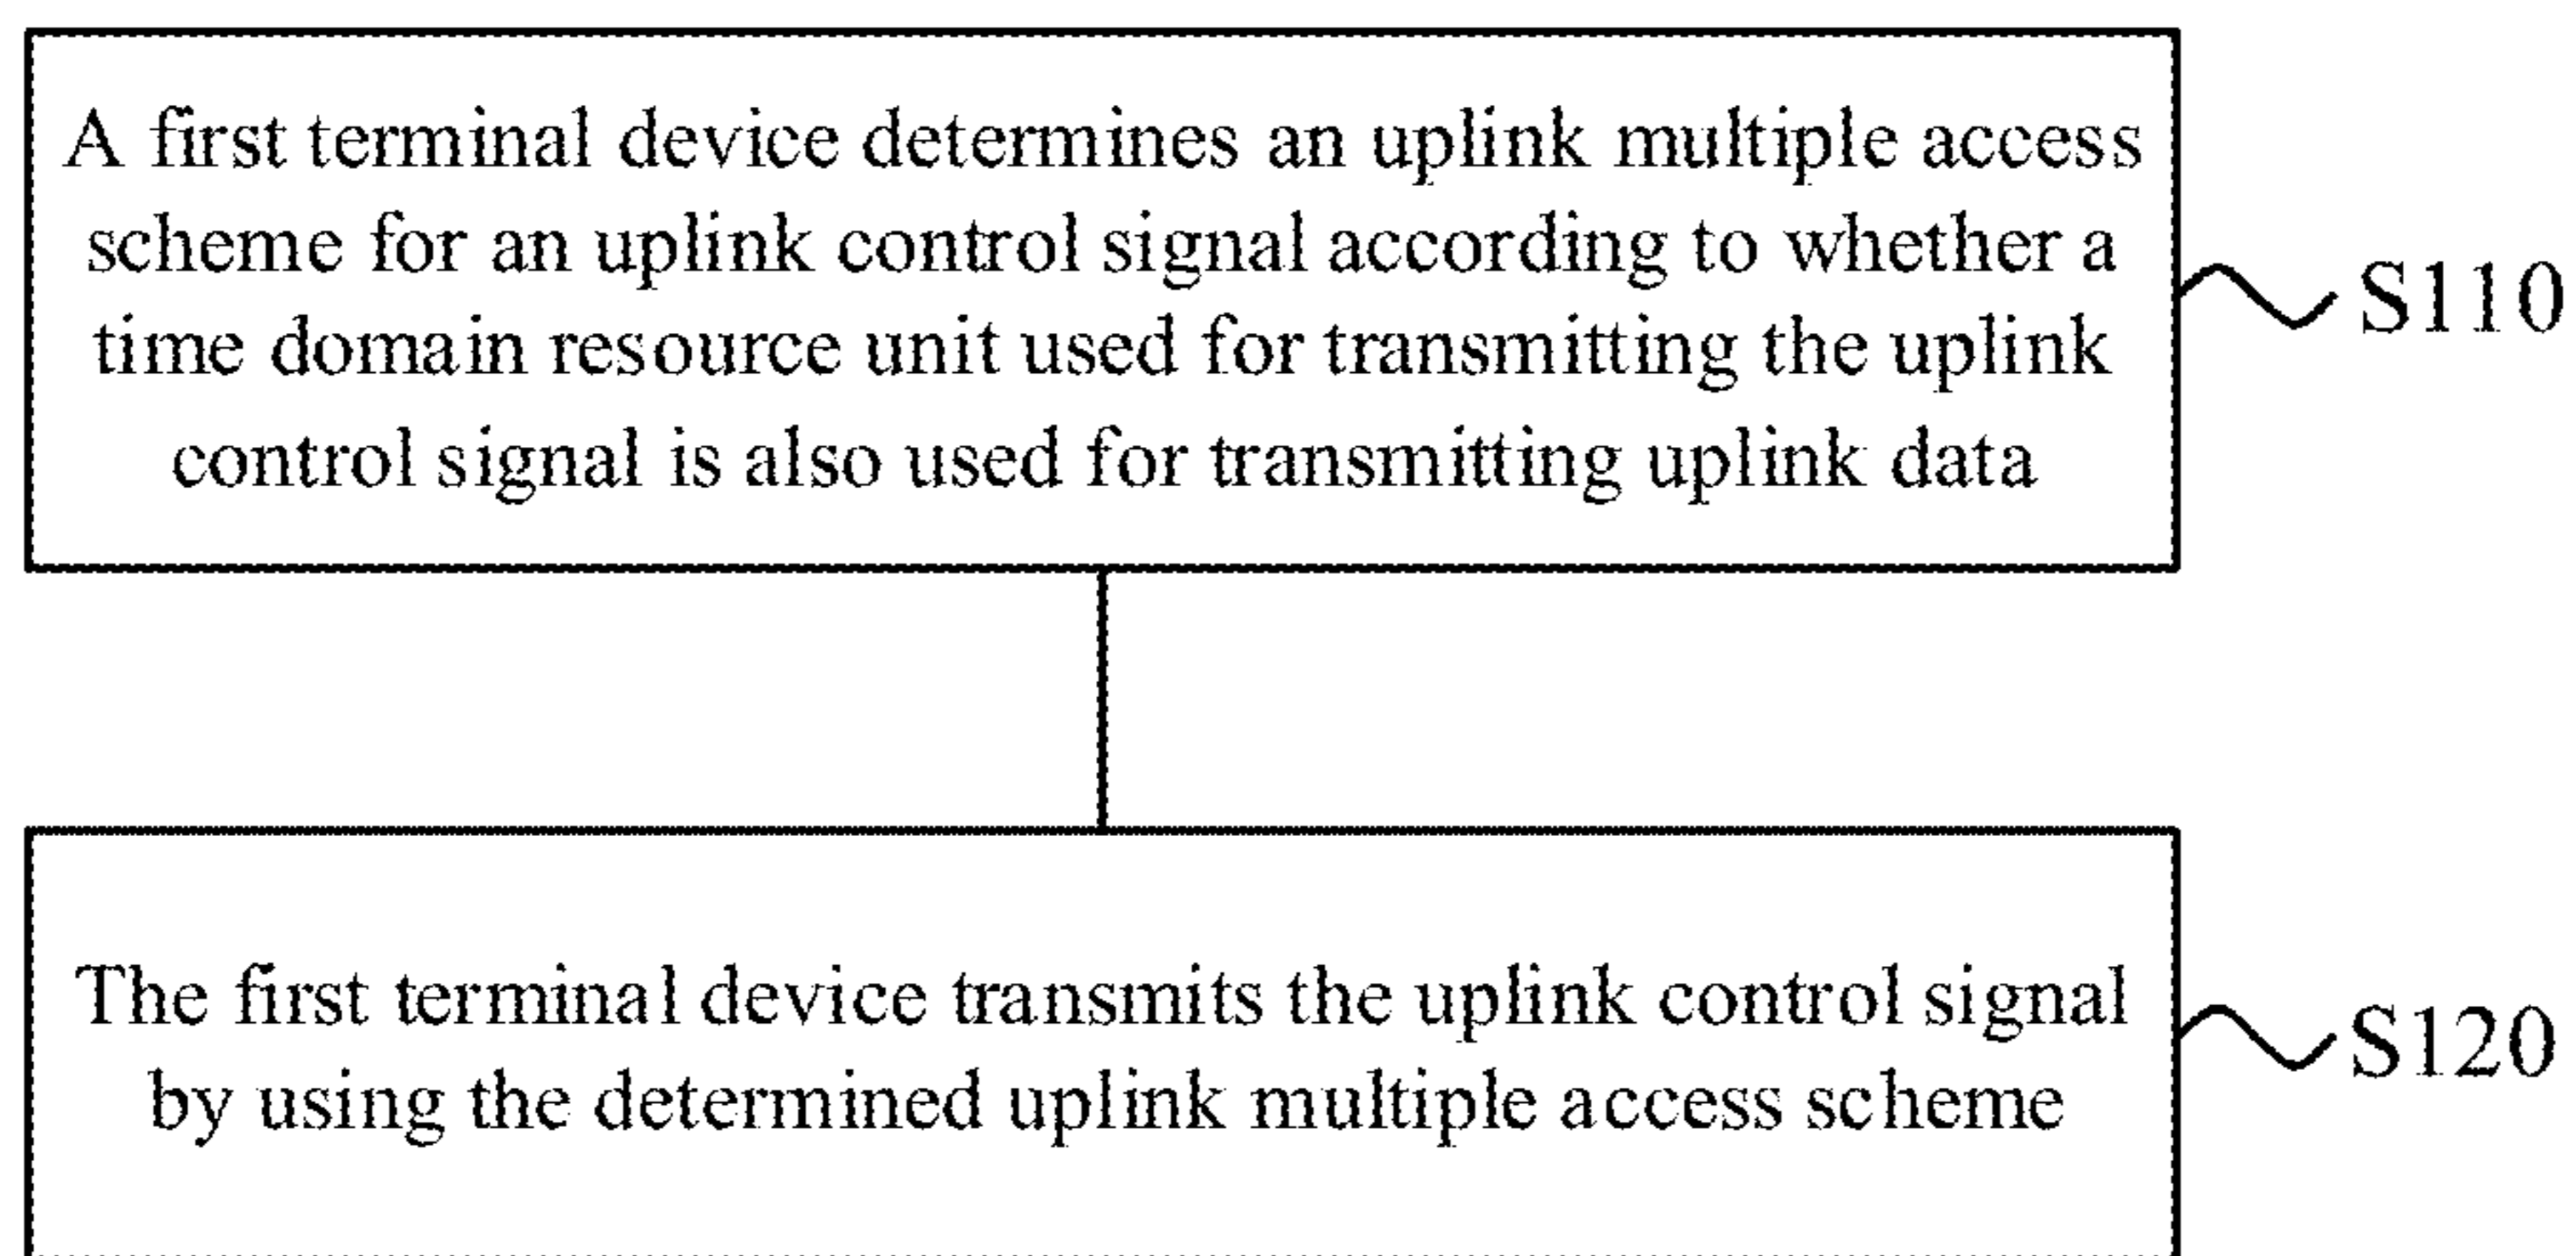 A first terminal device determines an uplink multiple access
scheme for an uplink control signal according to whether a
time domain resource unit used for transmitting the uplink
control signal is also used for transmitting uplink data
S110
The first terminal device transmits the uplink control signal
by using the determined uplink multiple access scheme
S120